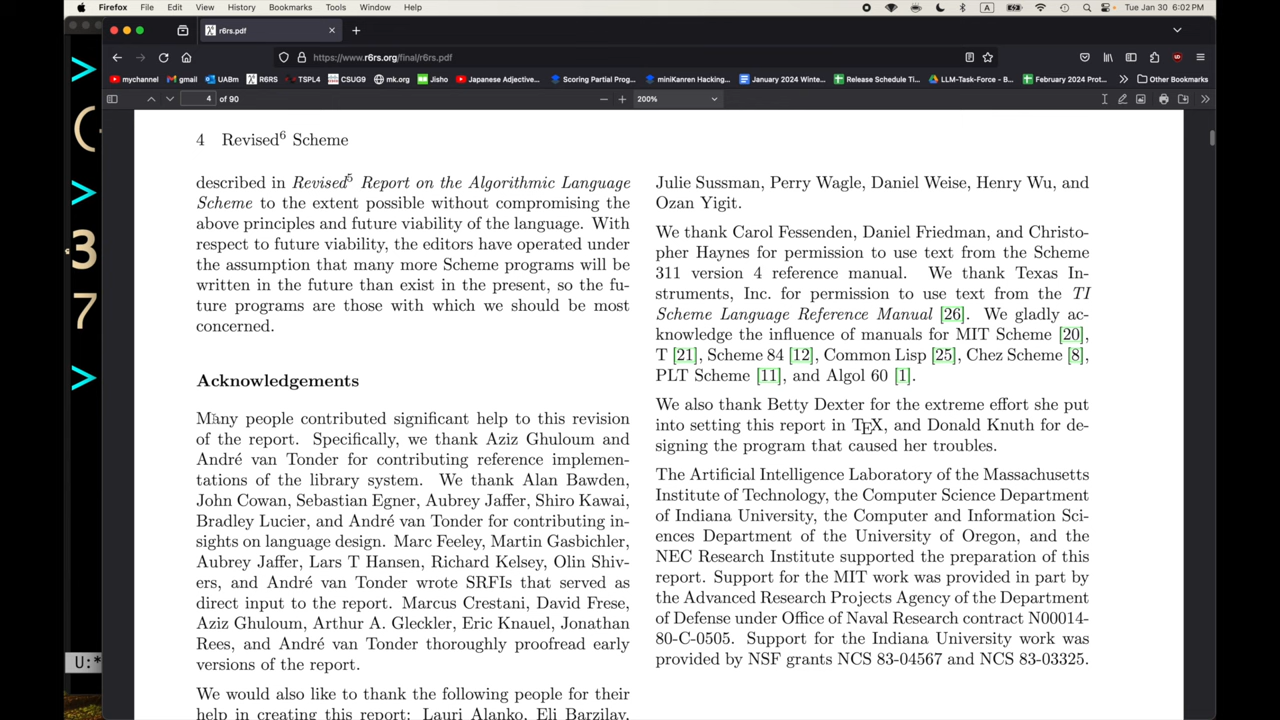 Firefox File Edit View History Bookmarks Tools Window Help
A
Tue Jan 30 6:02 PM
r6rs.pdf
https://www.r6rs.org/final/r6rs.pdf
mychannel gmail UABm R6RS TSPL4 CSUG9 mk.org Jisho Japanese Adjective... Scoring Partial Prog... miniKanren Hacking... January 2024 Winte... Release Schedule Ti... LLM-Task-Force - B... February 2024 Prot... Other Bookmarks
4 of 90
200%
>
(
>
3
7
>
U:*
4 Revised6 Scheme
described in Revised5 Report on the Algorithmic Language
Scheme to the extent possible without compromising the
above principles and future viability of the language. With
respect to future viability, the editors have operated under
the assumption that many more Scheme programs will be
written in the future than exist in the present, so the fu-
ture programs are those with which we should be most
concerned.
Acknowledgements
Many people contributed significant help to this revision
of the report. Specifically, we thank Aziz Ghuloum and
André van Tonder for contributing reference implemen-
tations of the library system. We thank Alan Bawden,
John Cowan, Sebastian Egner, Aubrey Jaffer, Shiro Kawai,
Bradley Lucier, and André van Tonder for contributing in-
sights on language design. Marc Feeley, Martin Gasbichler,
Aubrey Jaffer, Lars T Hansen, Richard Kelsey, Olin Shiv-
ers, and André van Tonder wrote SRFIs that served as
direct input to the report. Marcus Crestani, David Frese,
Aziz Ghuloum, Arthur A. Gleckler, Eric Knauel, Jonathan
Rees, and André van Tonder thoroughly proofread early
versions of the report.
We would also like to thank the following people for their
help in creating this report: Lauri Alanko, Eli Barzilay,
Julie Sussman, Perry Wagle, Daniel Weise, Henry Wu, and
Ozan Yigit.
We thank Carol Fessenden, Daniel Friedman, and Christo-
pher Haynes for permission to use text from the Scheme
311 version 4 reference manual. We thank Texas In-
struments, Inc. for permission to use text from the TI
Scheme Language Reference Manual [26]. We gladly ac-
knowledge the influence of manuals for MIT Scheme [20],
T [21], Scheme 84 [12], Common Lisp [25], Chez Scheme [8],
PLT Scheme [11], and Algol 60 [1].
We also thank Betty Dexter for the extreme effort she put
into setting this report in TEX, and Donald Knuth for de-
signing the program that caused her troubles.
The Artificial Intelligence Laboratory of the Massachusetts
Institute of Technology, the Computer Science Department
of Indiana University, the Computer and Information Sci-
ences Department of the University of Oregon, and the
NEC Research Institute supported the preparation of this
report. Support for the MIT work was provided in part by
the Advanced Research Projects Agency of the Department
of Defense under Office of Naval Research contract N00014-
80-C-0505. Support for the Indiana University work was
provided by NSF grants NCS 83-04567 and NCS 83-03325.